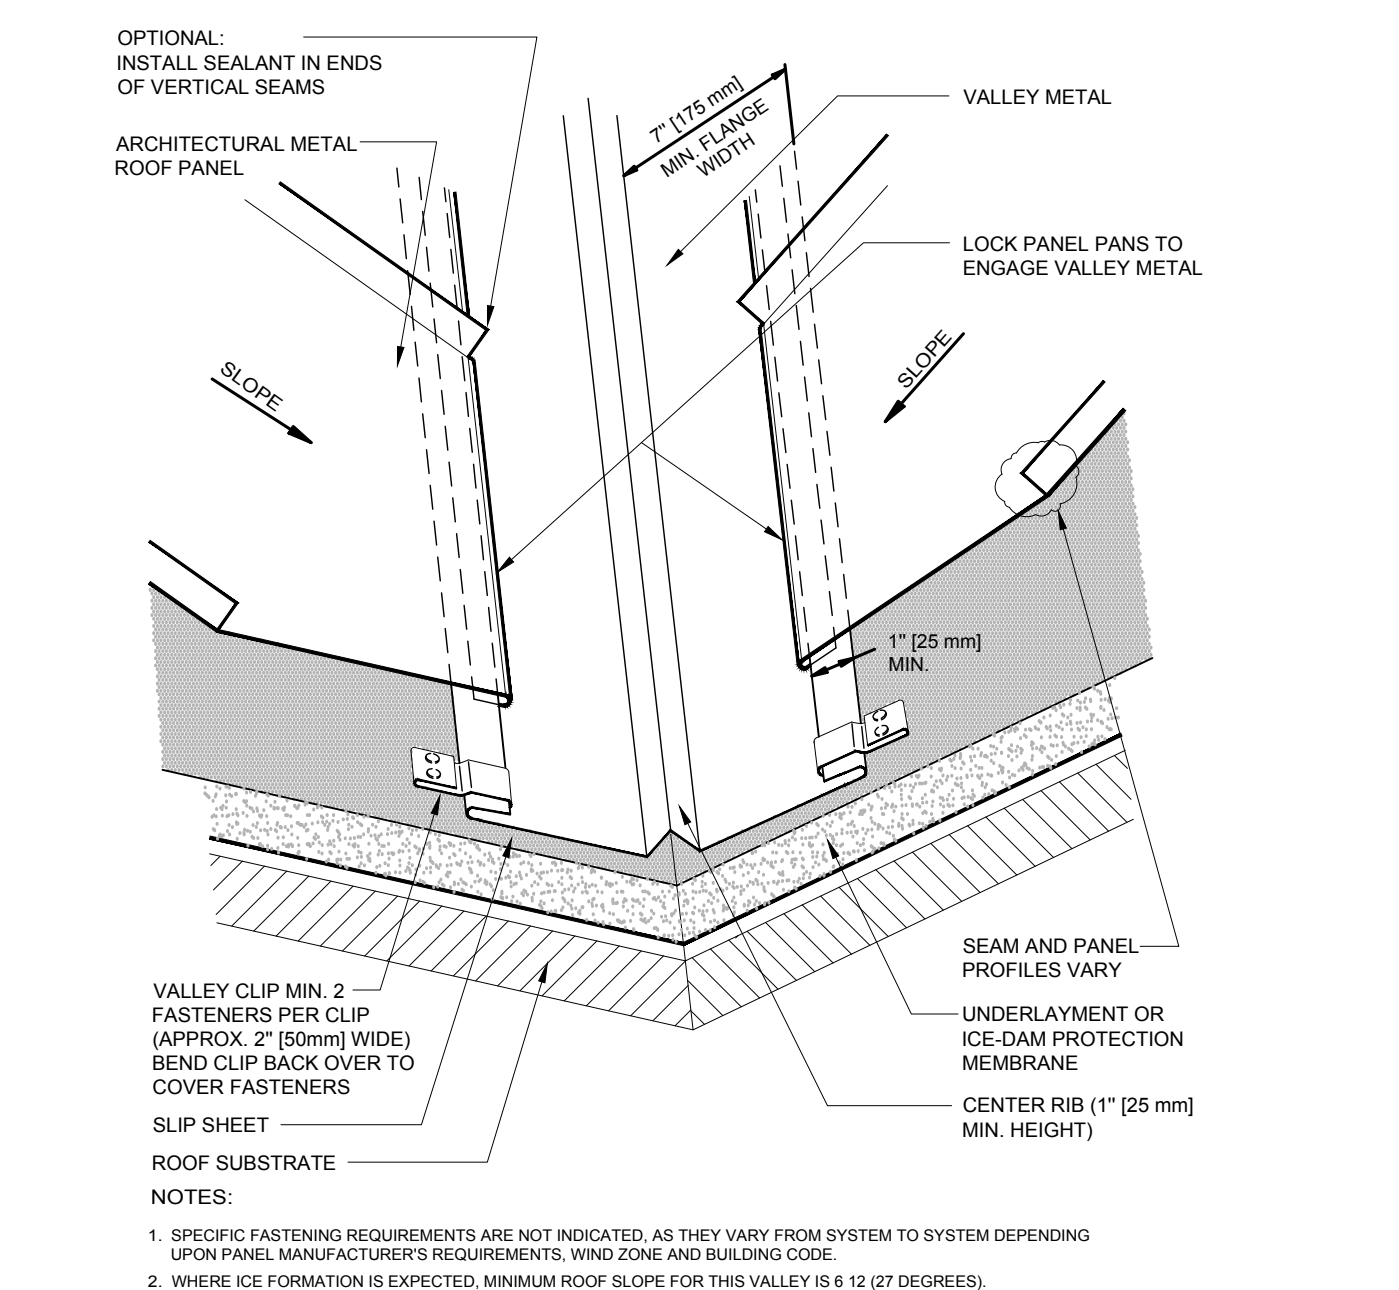 OPTIONAL:
INSTALL SEALANT IN ENDS
OF VERTICAL SEAMS
ARCHITECTURAL METAL
ROOF PANEL
7" [175 mm]
MIN. FLANGE
WIDTH
VALLEY METAL
LOCK PANEL PANS TO
ENGAGE VALLEY METAL
SLOPE
SLOPE
1" [25 mm]
MIN.
SEAM AND PANEL
PROFILES VARY
UNDERLAYMENT OR
ICE-DAM PROTECTION
MEMBRANE
CENTER RIB (1" [25 mm]
MIN. HEIGHT)
VALLEY CLIP MIN. 2
FASTENERS PER CLIP
(APPROX. 2" [50mm] WIDE)
BEND CLIP BACK OVER TO
COVER FASTENERS
SLIP SHEET
ROOF SUBSTRATE
NOTES:
1. SPECIFIC FASTENING REQUIREMENTS ARE NOT INDICATED, AS THEY VARY FROM SYSTEM TO SYSTEM DEPENDING
UPON PANEL MANUFACTURER'S REQUIREMENTS, WIND ZONE AND BUILDING CODE.
2. WHERE ICE FORMATION IS EXPECTED, MINIMUM ROOF SLOPE FOR THIS VALLEY IS 6 12 (27 DEGREES).